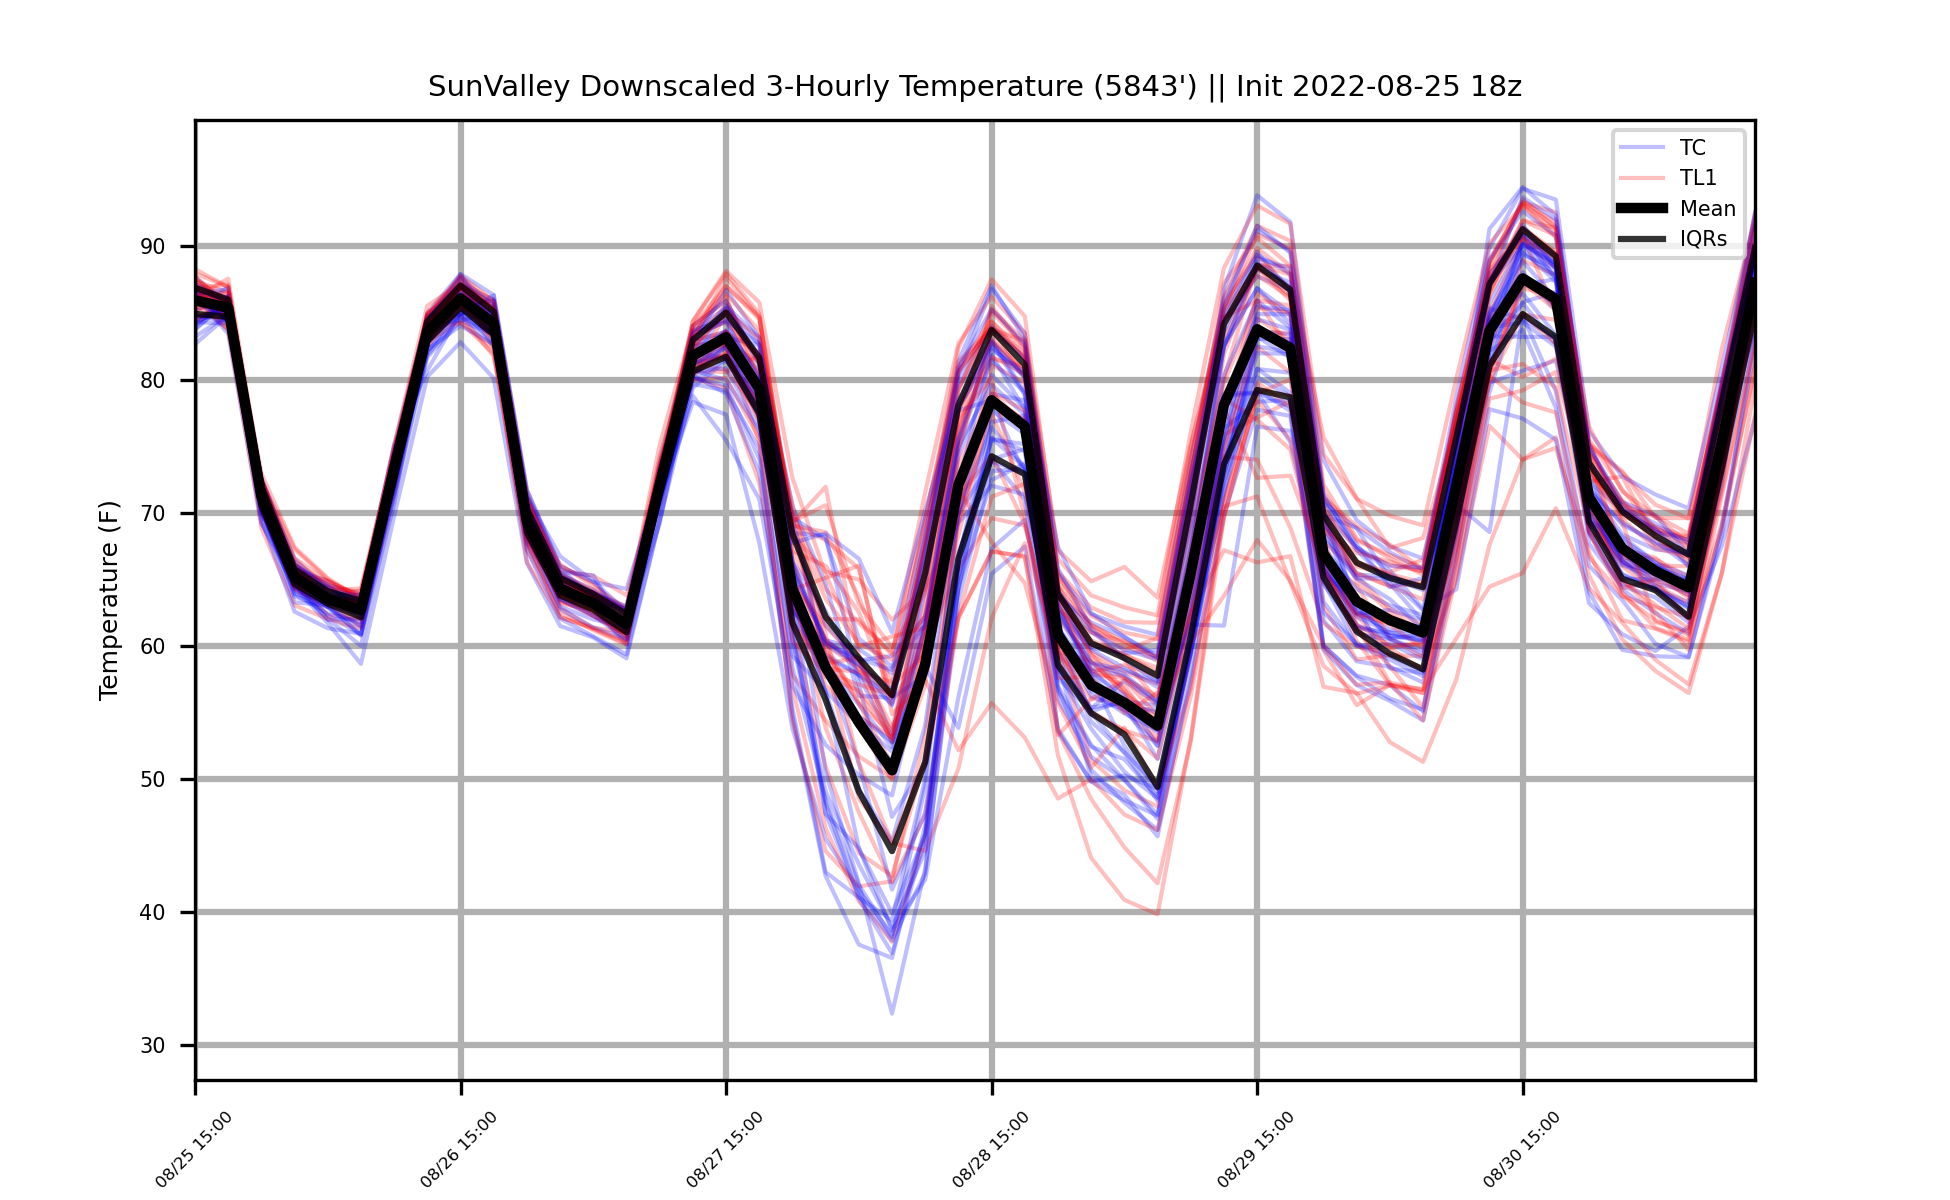 SunValley Downscaled 3-Hourly Temperature (5843') || Init 2022-08-25 18z
TC
TL1
Mean
IQRs
Temperature (F)
90
80
70
60
50
40
30
08/25 15:00
08/26 15:00
08/27 15:00
08/28 15:00
08/29 15:00
08/30 15:00